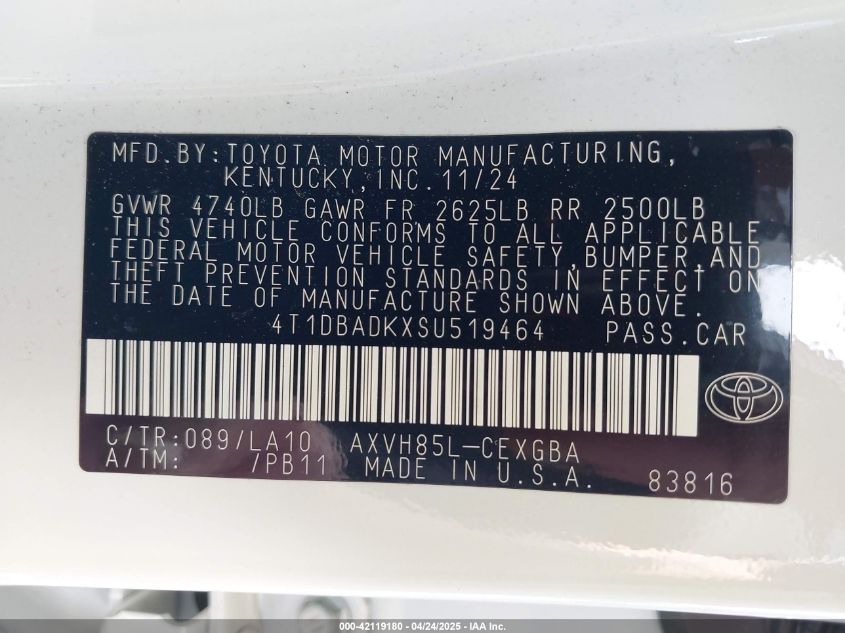 MFD.BY:TOYOTA MOTOR MANUFACTURING,
KENTUCKY,INC.11/24
GVWR 4740LB GAWR FR 2625LB RR 2500LB
THIS VEHICLE CONFORMS TO ALL APPLICABLE
FEDERAL MOTOR VEHICLE SAFETY,BUMPER,AND
THEFT PREVENTION STANDARDS IN EFFECT ON
THE DATE OF MANUFACTURE SHOWN ABOVE.
4T1DBADKXSU519464 PASS.CAR
C/TR:089/LA10 AXVH85L-CEXGBA
A/TM: /PB11 MADE IN U.S.A. 83816
000-42119180 - 04/24/2025 - IAA Inc.